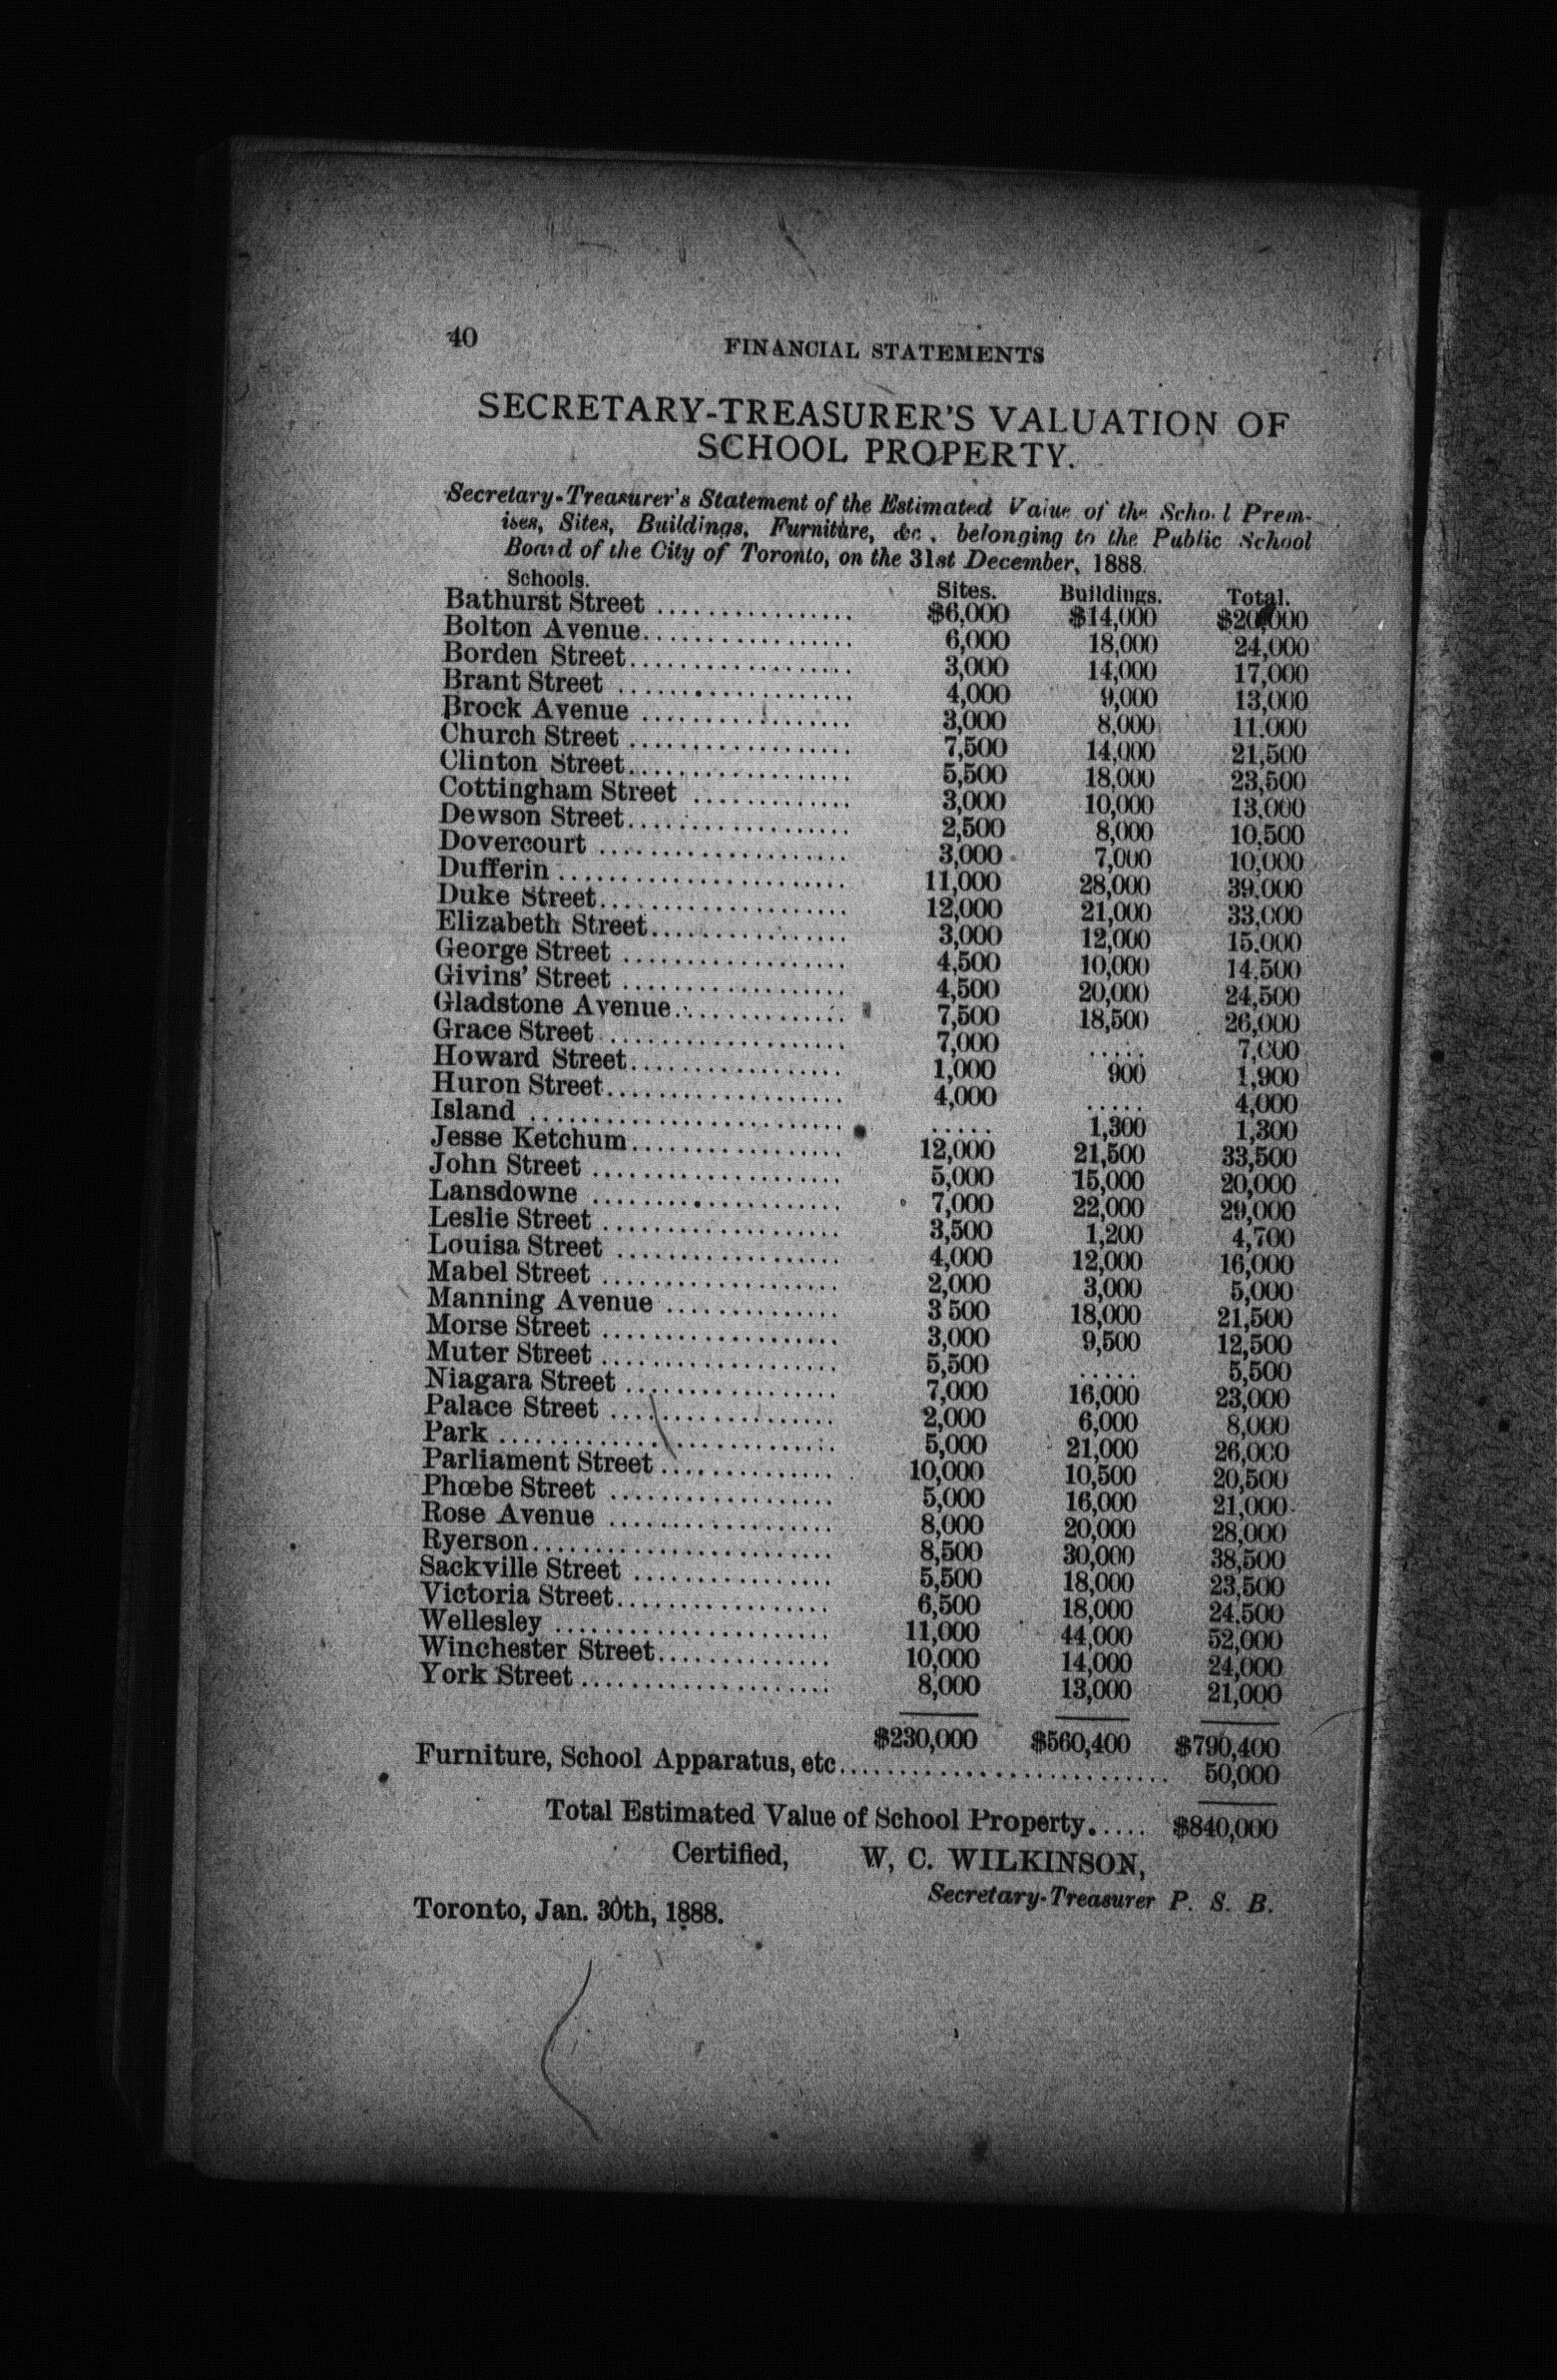 40 FINANCIAL STATEMENTS
SECRETARY-TREASURER'S VALUATION OF
SCHOOL PROPERTY.
Secretary-Treasurer's Statement of the Estimated Value of the School Prem-
ises, Sites, Buildings, Furniture, &c., belonging to the Public School
Board of the City of Toronto, on the 31st December, 1888.
Schools. Sites. Buildings. Total.
Bathurst Street ................ $6,000 $14,000 $20,000
Bolton Avenue................. 6,000 18,000 24,000
Borden Street.................. 3,000 14,000 17,000
Brant Street ................... 4,000 9,000 13,000
Brock Avenue ................. 3,000 8,000 11,000
Church Street .................. 7,500 14,000 21,500
Clinton Street.................. 5,500 18,000 23,500
Cottingham Street ............. 3,000 10,000 13,000
Dewson Street.................. 2,500 8,000 10,500
Dovercourt .................... 3,000 7,000 10,000
Dufferin ....................... 11,000 28,000 39,000
Duke Street.................... 12,000 21,000 33,000
Elizabeth Street................ 3,000 12,000 15,000
George Street .................. 4,500 10,000 14,500
Givins' Street .................. 4,500 20,000 24,500
Gladstone Avenue.............. 7,500 18,500 26,000
Grace Street ................... 7,000 ..... 7,000
Howard Street................. 1,000 900 1,900
Huron Street................... 4,000 ..... 4,000
Island ......................... ..... 1,300 1,300
Jesse Ketchum................. 12,000 21,500 33,500
John Street .................... 5,000 15,000 20,000
Lansdowne .................... 7,000 22,000 29,000
Leslie Street ................... 3,500 1,200 4,700
Louisa Street .................. 4,000 12,000 16,000
Mabel Street ................... 2,000 3,000 5,000
Manning Avenue .............. 3 500 18,000 21,500
Morse Street ................... 3,000 9,500 12,500
Muter Street ................... 5,500 ..... 5,500
Niagara Street ................. 7,000 16,000 23,000
Palace Street .................. 2,000 6,000 8,000
Park ........................... 5,000 21,000 26,000
Parliament Street .............. 10,000 10,500 20,500
Phœbe Street .................. 5,000 16,000 21,000
Rose Avenue .................. 8,000 20,000 28,000
Ryerson........................ 8,500 30,000 38,500
Sackville Street ................ 5,500 18,000 23,500
Victoria Street................. 6,500 18,000 24,500
Wellesley ...................... 11,000 44,000 52,000
Winchester Street.............. 10,000 14,000 24,000
York Street .................... 8,000 13,000 21,000
$230,000 $560,400 $790,400
Furniture, School Apparatus, etc.......................... 50,000
Total Estimated Value of School Property..... $840,000
Certified, W, C. WILKINSON,
Secretary-Treasurer P. S. B.
Toronto, Jan. 30th, 1888.